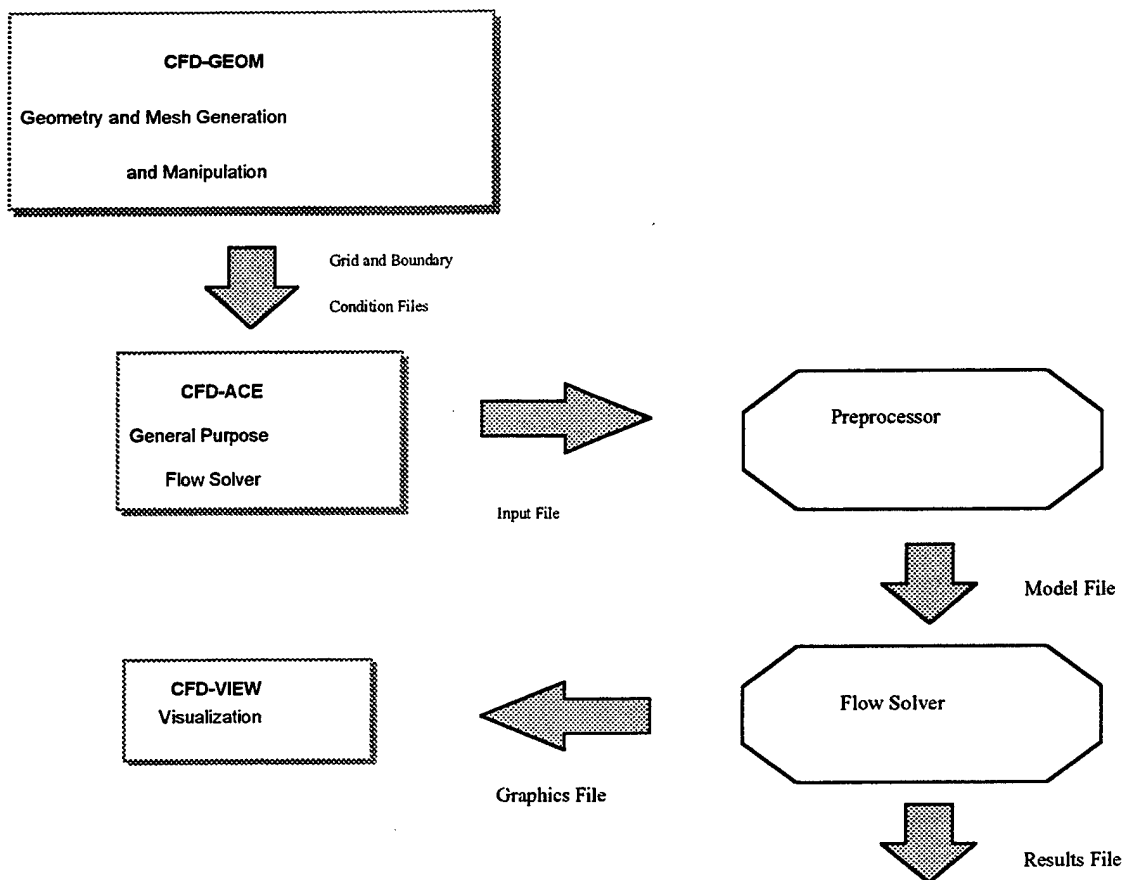 CFD-GEOM
Geometry and Mesh Generation
and Manipulation
Grid and Boundary
Condition Files
CFD-ACE
General Purpose
Flow Solver
Input File
Preprocessor
Model File
Flow Solver
CFD-VIEW
Visualization
Graphics File
Results File